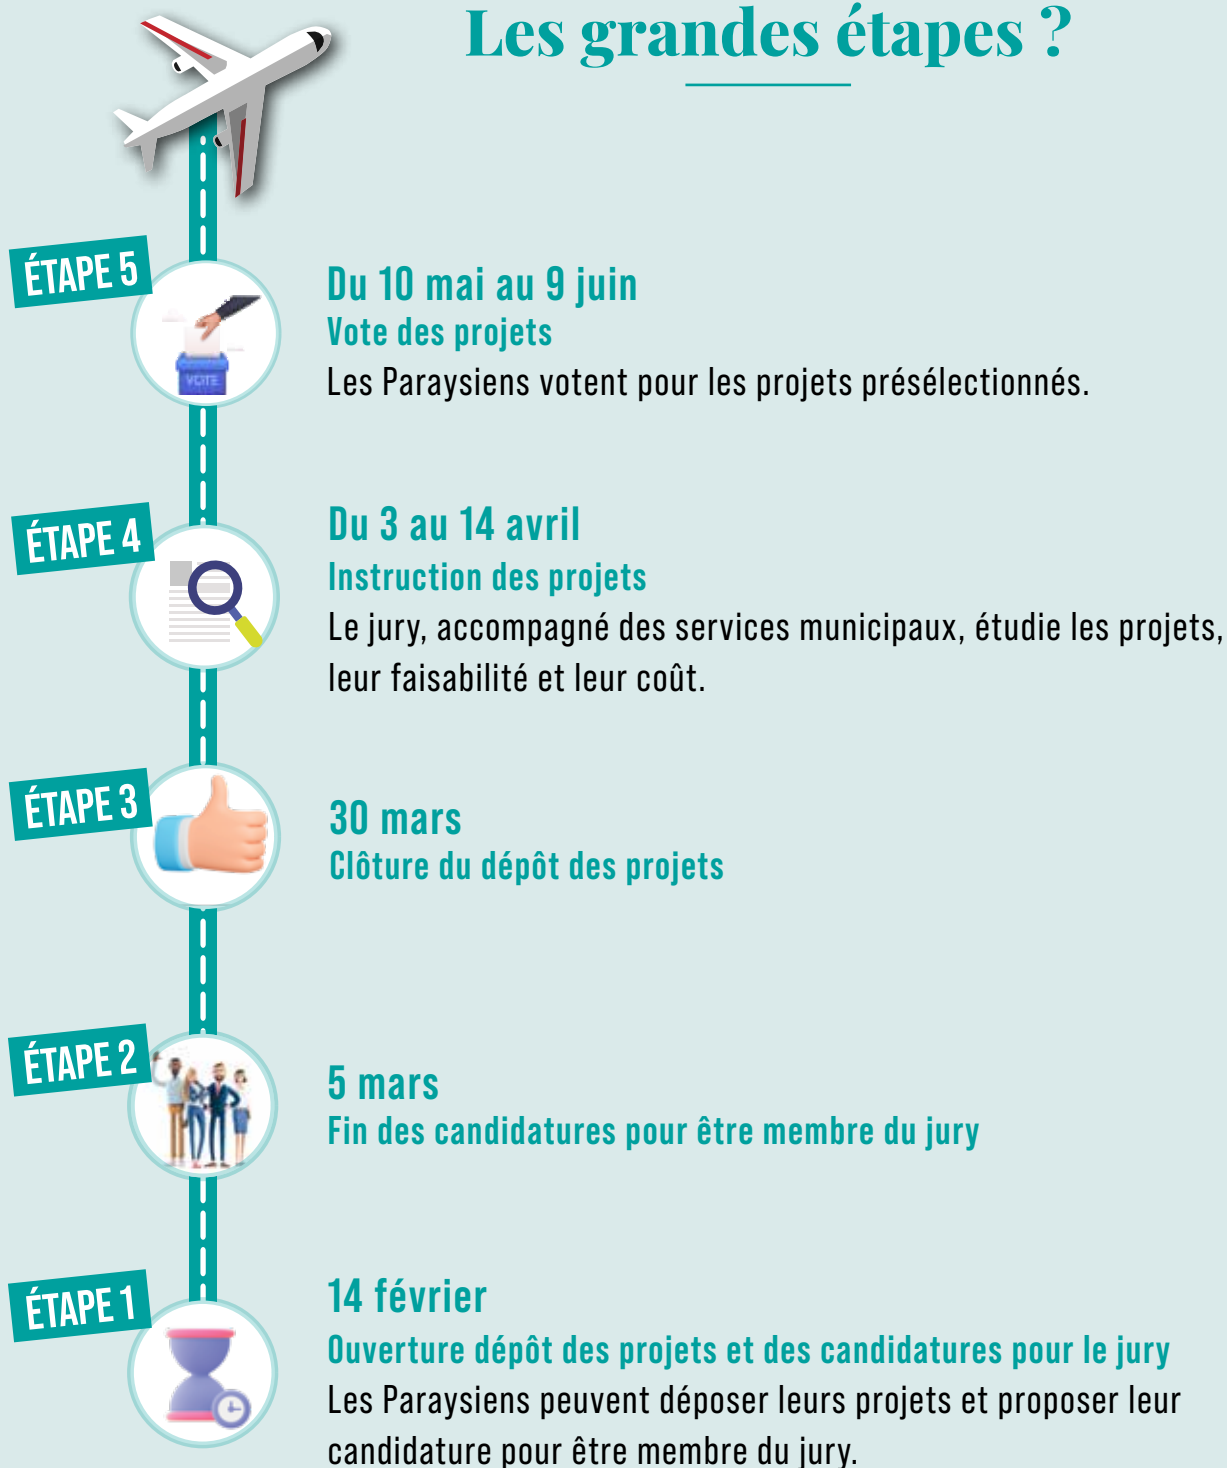 Les grandes étapes ?
ÉTAPE 5
Du 10 mai au 9 juin
Vote des projets
Les Paraysiens votent pour les projets présélectionnés.
VOTE
ÉTAPE 4
Du 3 au 14 avril
Instruction des projets
Le jury, accompagné des services municipaux, étudie les projets,
leur faisabilité et leur coût.
ÉTAPE 3
30 mars
Clôture du dépôt des projets
ÉTAPE 2
5 mars
Fin des candidatures pour être membre du jury
ÉTAPE 1
14 février
Ouverture dépôt des projets et des candidatures pour le jury
Les Paraysiens peuvent déposer leurs projets et proposer leur
candidature pour être membre du jury.